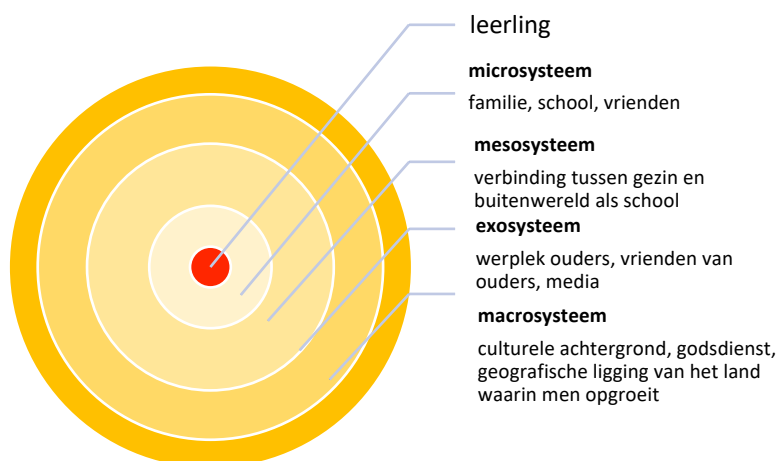 leerling
microsysteem
familie, school, vrienden
mesosysteem
verbinding tussen gezin en
buitenwereld als school
exosysteem
werplek ouders, vrienden van
ouders, media
macrosysteem
culturele achtergrond, godsdienst,
geografische ligging van het land
waarin men opgroeit